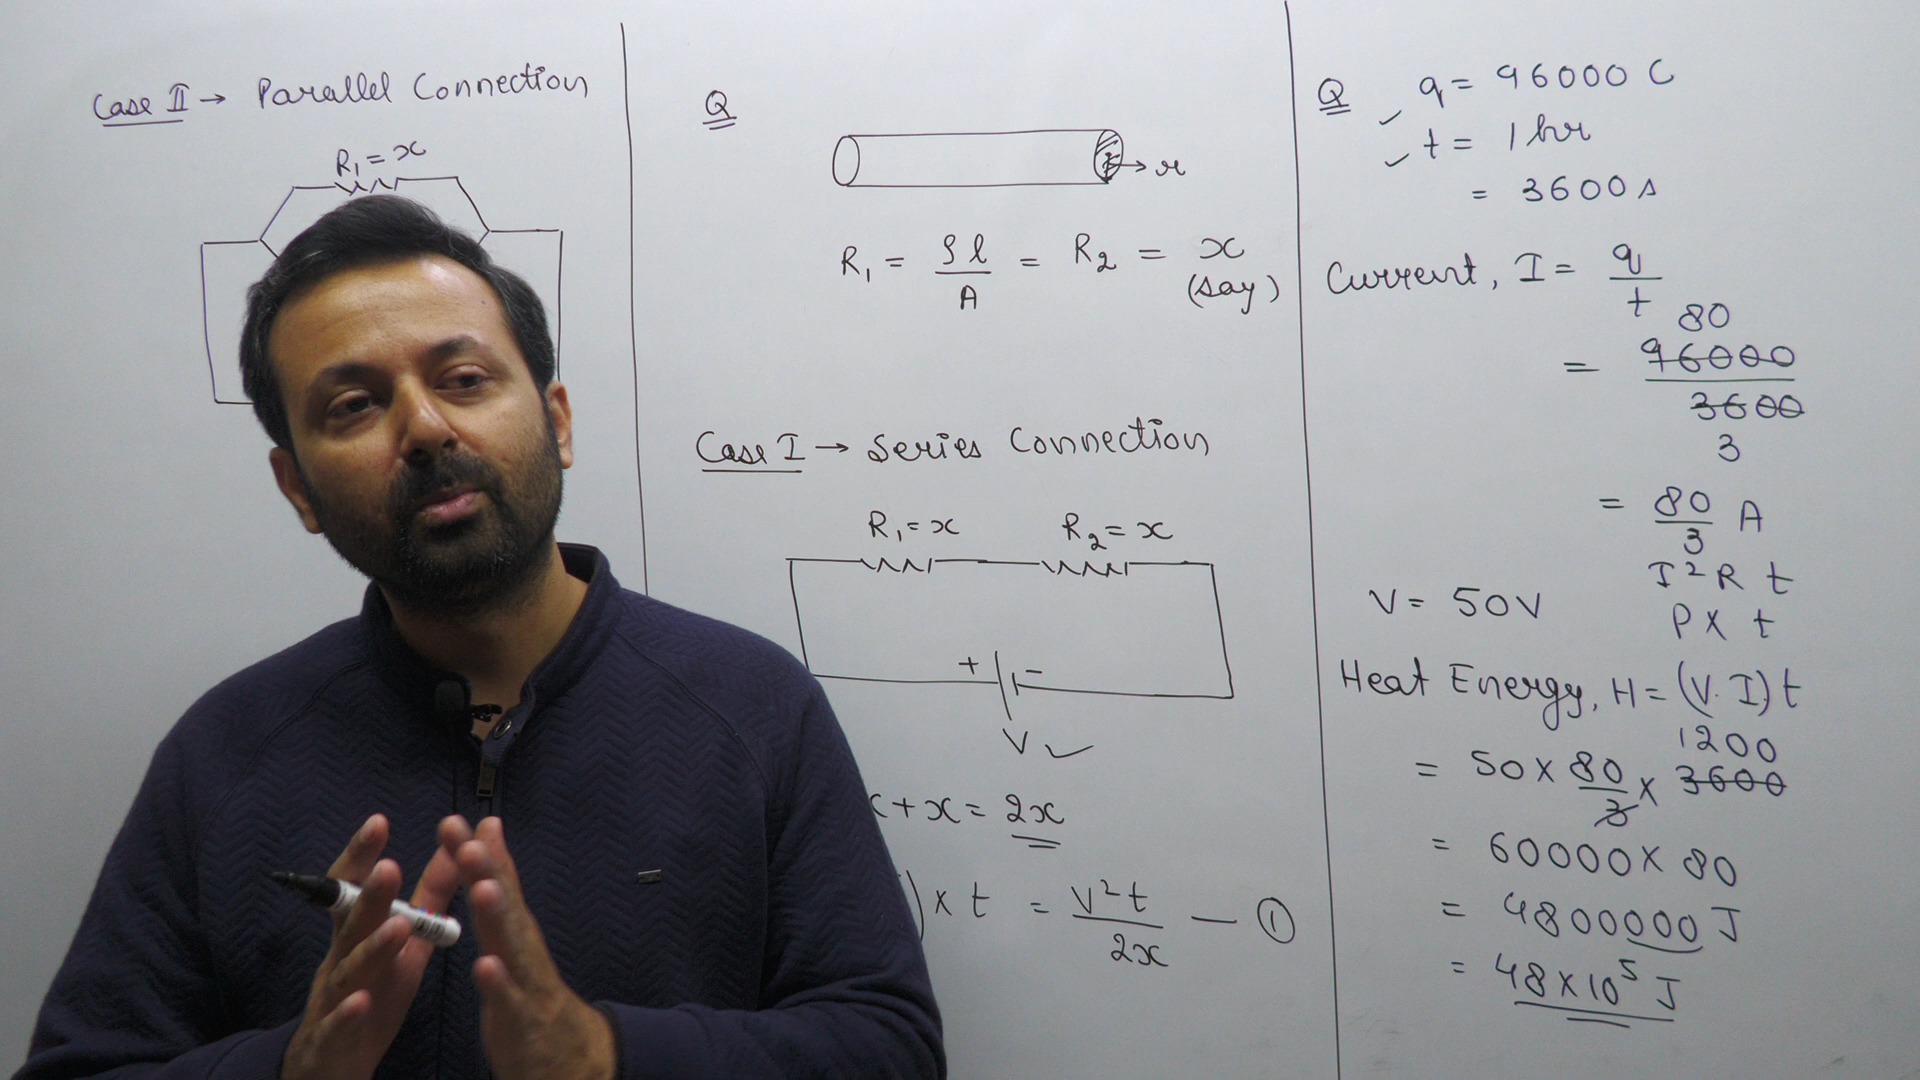 Case II → Parallel Connection
R₁ = x
Q
→ r
R₁ = ρl/A = R₂ = x
(say)
Case I → Series Connection
R₁ = x
R₂ = x
+ -
V ✓
x + x = 2x
) × t = V²t/2x — ①
Q ✓ q = 96000 C
✓ t = 1 hr
= 3600 s
Current, I = q/t
80
= 96000/3600
3
= 80/3 A
I²R t
V = 50V
P × t
Heat Energy, H = (V. I) t
1200
= 50 × 80/3 × 3600
= 60000 × 80
= 4800000 J
= 48 × 10⁵ J